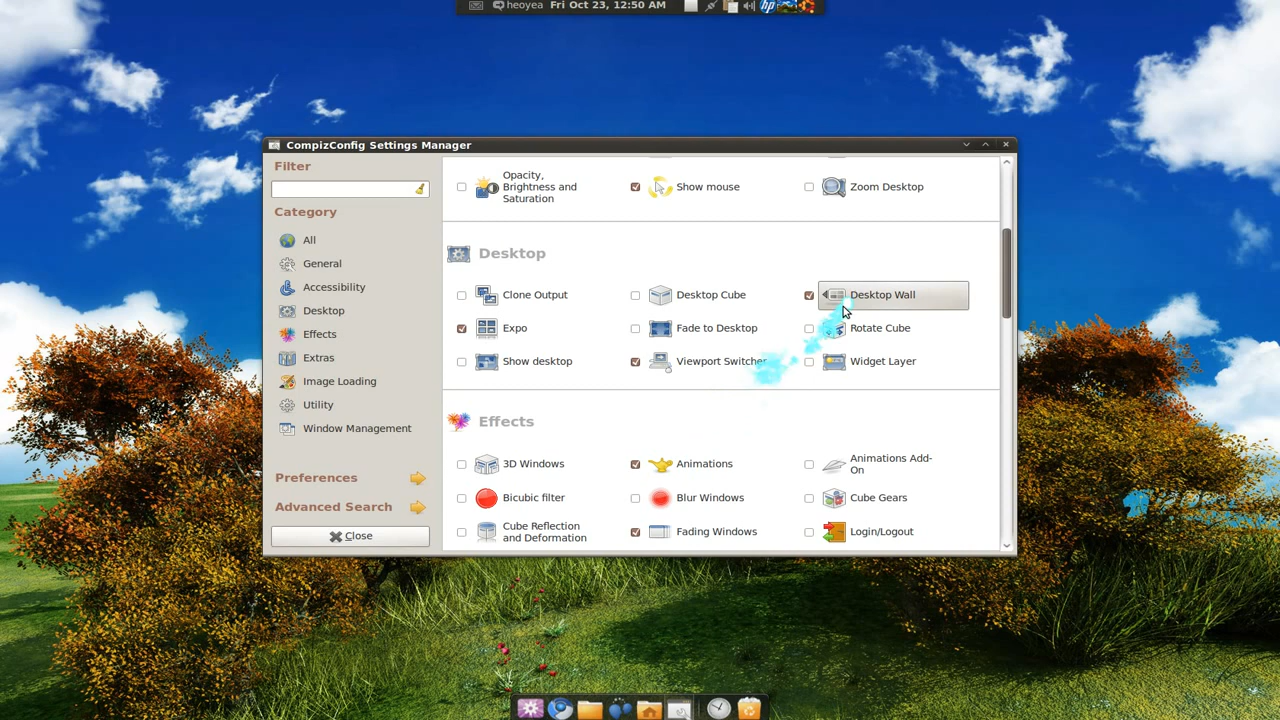 heoyea Fri Oct 23, 12:50 AM
hp
CompizConfig Settings Manager
Filter
Category
All
General
Accessibility
Desktop
Effects
Extras
Image Loading
Utility
Window Management
Preferences
Advanced Search
Close
Opacity,
Brightness and
Saturation
Show mouse
Zoom Desktop
Desktop
Clone Output
Desktop Cube
Desktop Wall
Expo
Fade to Desktop
Rotate Cube
Show desktop
Viewport Switcher
Widget Layer
Effects
3D Windows
Animations
Animations Add-
On
Bicubic filter
Blur Windows
Cube Gears
Cube Reflection
and Deformation
Fading Windows
Login/Logout